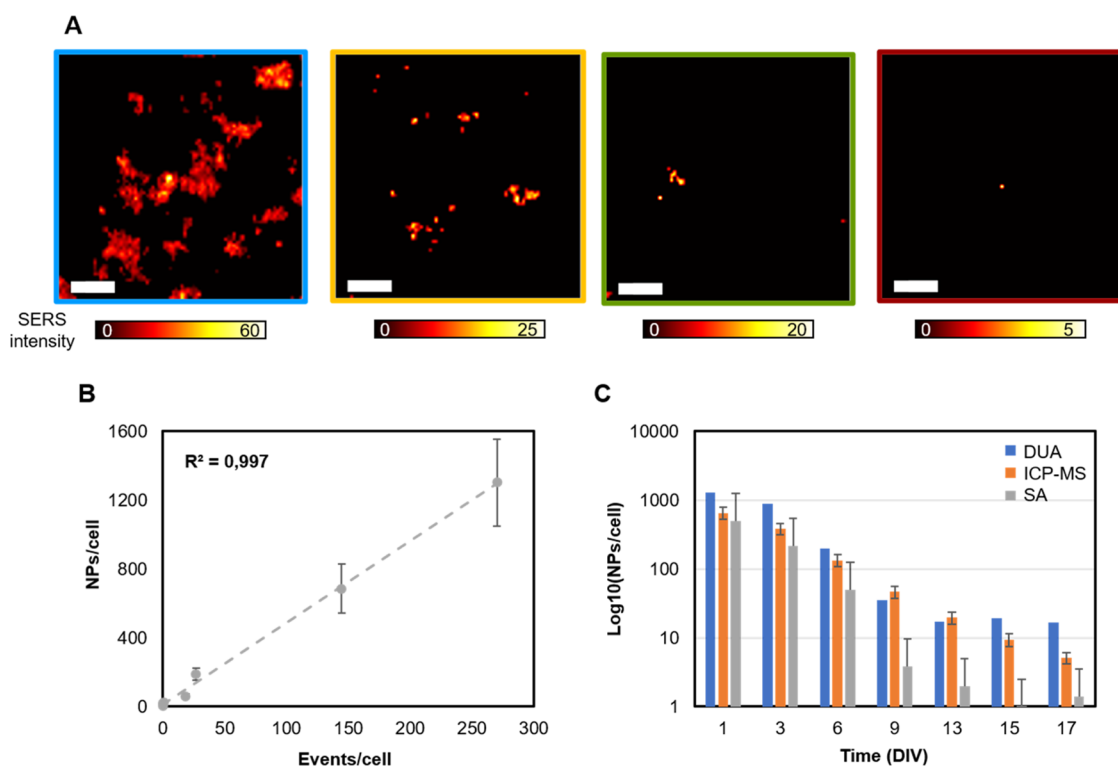 A
SERS
intensity
0 60
0 25
0 20
0 5
B
NPs/cell
1600
1200
800
400
0
R² = 0,997
0 50 100 150 200 250 300
Events/cell
C
Log10(NPs/cell)
10000
1000
100
10
1
DUA
ICP-MS
SA
1 3 6 9 13 15 17
Time (DIV)